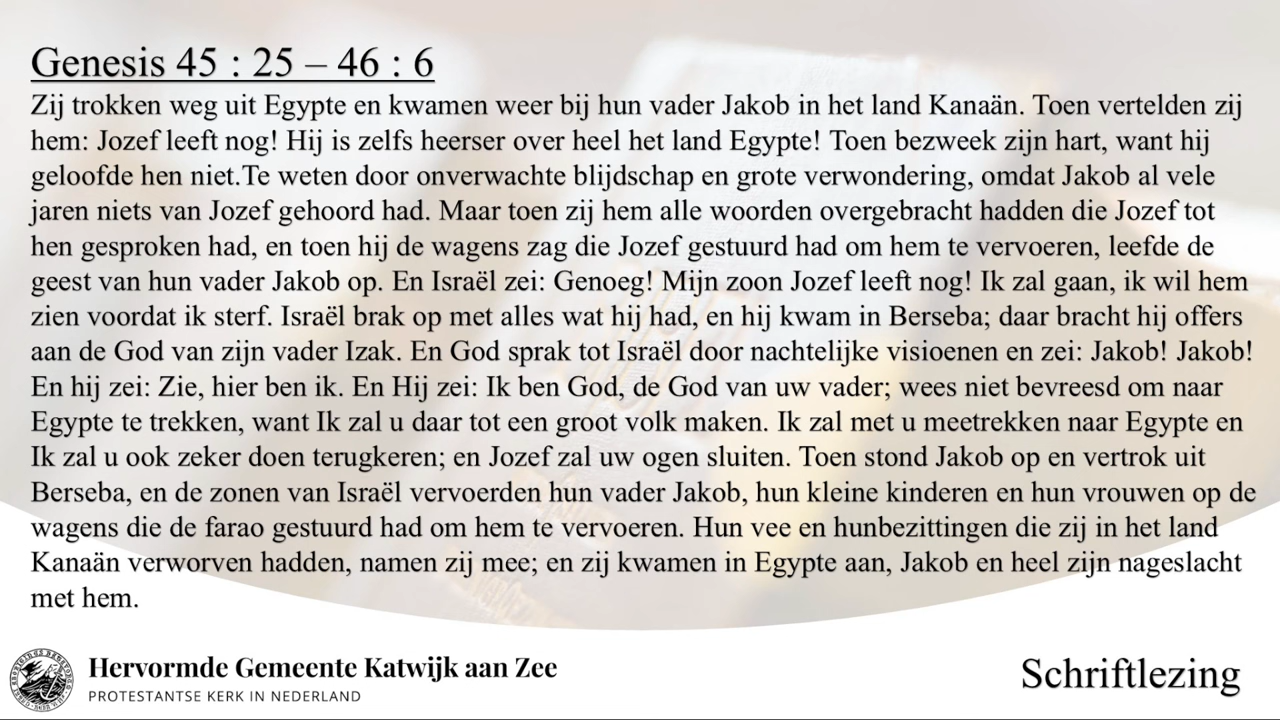 Genesis 45 : 25 – 46 : 6
Zij trokken weg uit Egypte en kwamen weer bij hun vader Jakob in het land Kanaän. Toen vertelden zij
hem: Jozef leeft nog! Hij is zelfs heerser over heel het land Egypte! Toen bezweek zijn hart, want hij
geloofde hen niet.Te weten door onverwachte blijdschap en grote verwondering, omdat Jakob al vele
jaren niets van Jozef gehoord had. Maar toen zij hem alle woorden overgebracht hadden die Jozef tot
hen gesproken had, en toen hij de wagens zag die Jozef gestuurd had om hem te vervoeren, leefde de
geest van hun vader Jakob op. En Israël zei: Genoeg! Mijn zoon Jozef leeft nog! Ik zal gaan, ik wil hem
zien voordat ik sterf. Israël brak op met alles wat hij had, en hij kwam in Berseba; daar bracht hij offers
aan de God van zijn vader Izak. En God sprak tot Israël door nachtelijke visioenen en zei: Jakob! Jakob!
En hij zei: Zie, hier ben ik. En Hij zei: Ik ben God, de God van uw vader; wees niet bevreesd om naar
Egypte te trekken, want Ik zal u daar tot een groot volk maken. Ik zal met u meetrekken naar Egypte en
Ik zal u ook zeker doen terugkeren; en Jozef zal uw ogen sluiten. Toen stond Jakob op en vertrok uit
Berseba, en de zonen van Israël vervoerden hun vader Jakob, hun kleine kinderen en hun vrouwen op de
wagens die de farao gestuurd had om hem te vervoeren. Hun vee en hunbezittingen die zij in het land
Kanaän verworven hadden, namen zij mee; en zij kwamen in Egypte aan, Jakob en heel zijn nageslacht
met hem.
Hervormde Gemeente Katwijk aan Zee
PROTESTANTSE KERK IN NEDERLAND
Schriftlezing